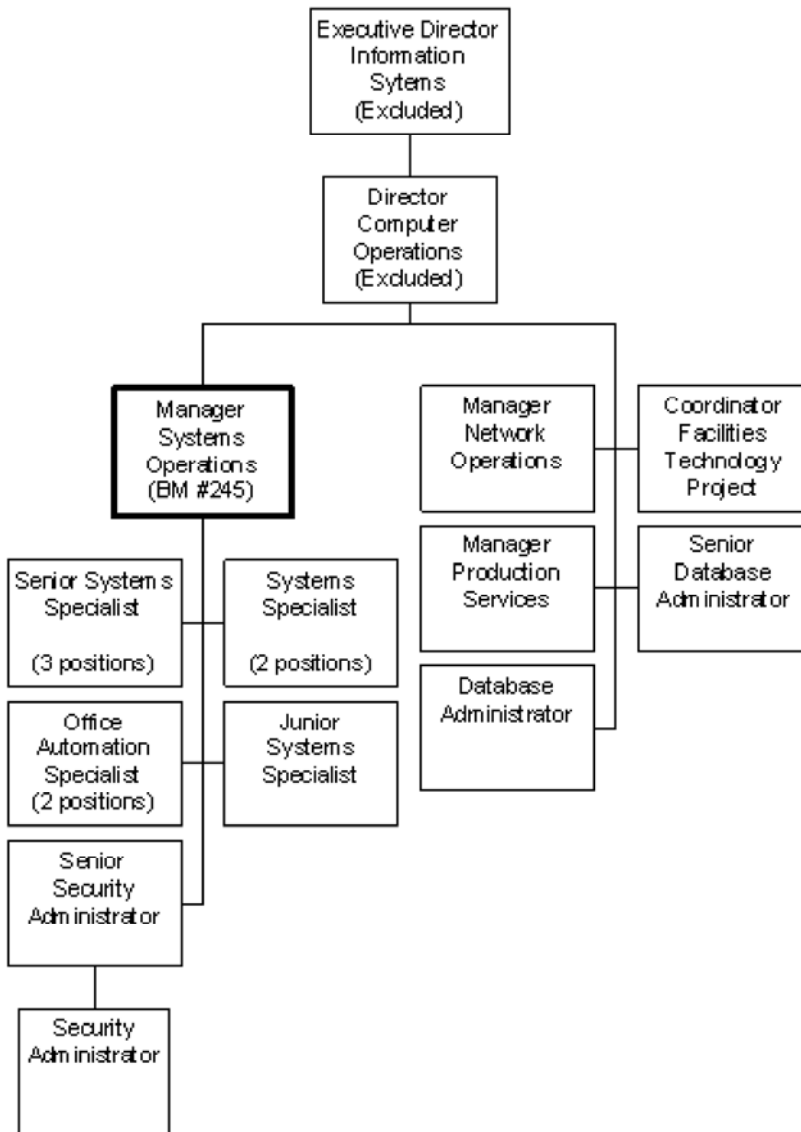 Executive Director
Information
Sytems
(Excluded)
Director
Computer
Operations
(Excluded)
Manager
Systems
Operations
(BM #245)
Manager
Network
Operations
Coordinator
Facilities
Technology
Project
Senior Systems
Specialist
(3 positions)
Systems
Specialist
(2 positions)
Manager
Production
Services
Senior
Database
Administrator
Office
Automation
Specialist
(2 positions)
Junior
Systems
Specialist
Database
Administrator
Senior
Security
Administrator
Security
Administrator